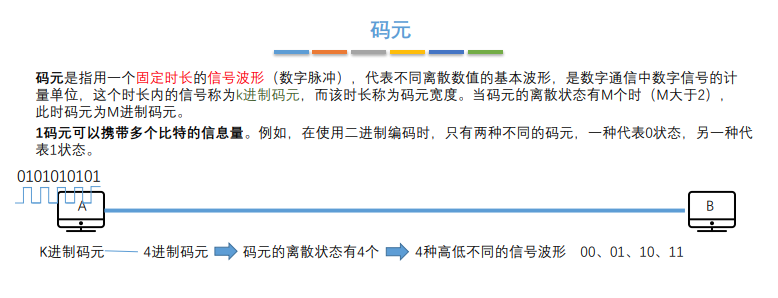 码元
码元是指用一个固定时长的信号波形（数字脉冲），代表不同离散数值的基本波形，是数字通信中数字信号的计
量单位，这个时长内的信号称为k进制码元，而该时长称为码元宽度。当码元的离散状态有M个时（M大于2），
此时码元为M进制码元。
1码元可以携带多个比特的信息量。例如，在使用二进制编码时，只有两种不同的码元，一种代表0状态，另一种代
表1状态。
0101010101
A
B
K进制码元 4进制码元 码元的离散状态有4个 4种高低不同的信号波形 00、01、10、11